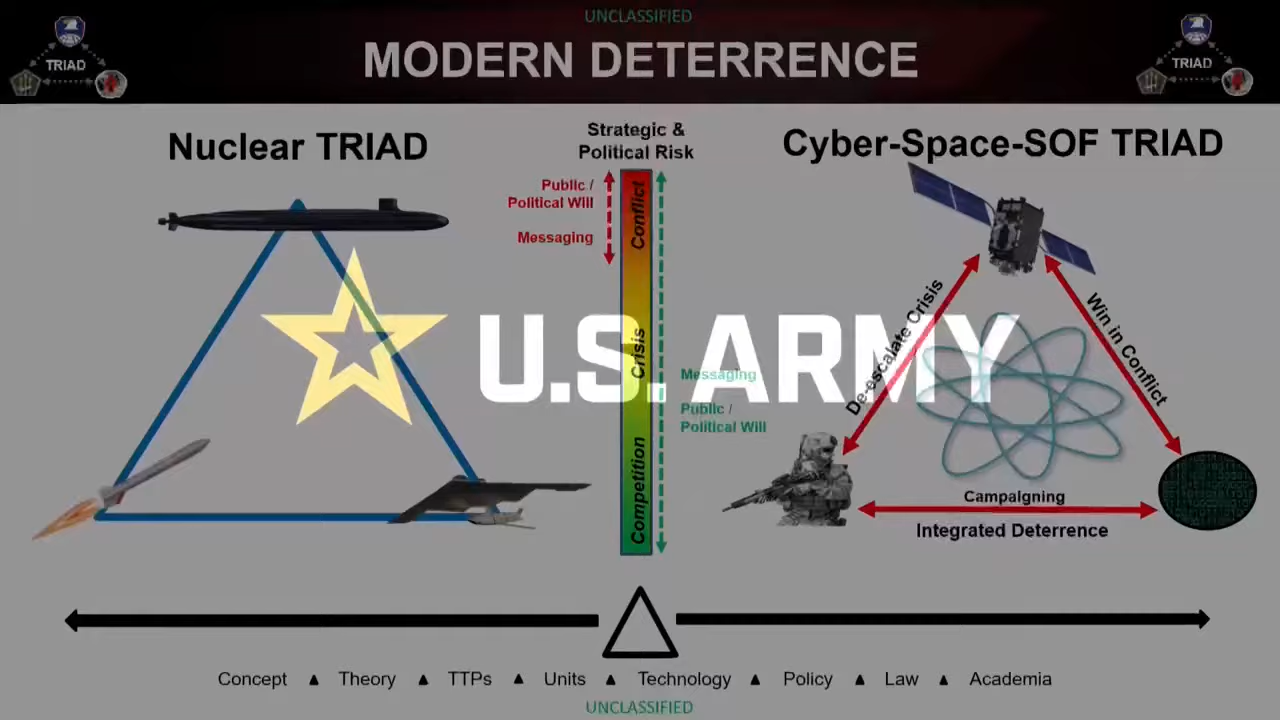 UNCLASSIFIED
MODERN DETERRENCE
TRIAD
TRIAD
Nuclear TRIAD
Strategic &
Political Risk
Cyber-Space-SOF TRIAD
Public /
Political Will
Messaging
Conflict
Crisis
Competition
Messaging
Public /
Political Will
U.S. ARMY
De-escalate Crisis
Win in Conflict
Campaigning
Integrated Deterrence
Concept ▲ Theory ▲ TTPs ▲ Units ▲ Technology ▲ Policy ▲ Law ▲ Academia
UNCLASSIFIED